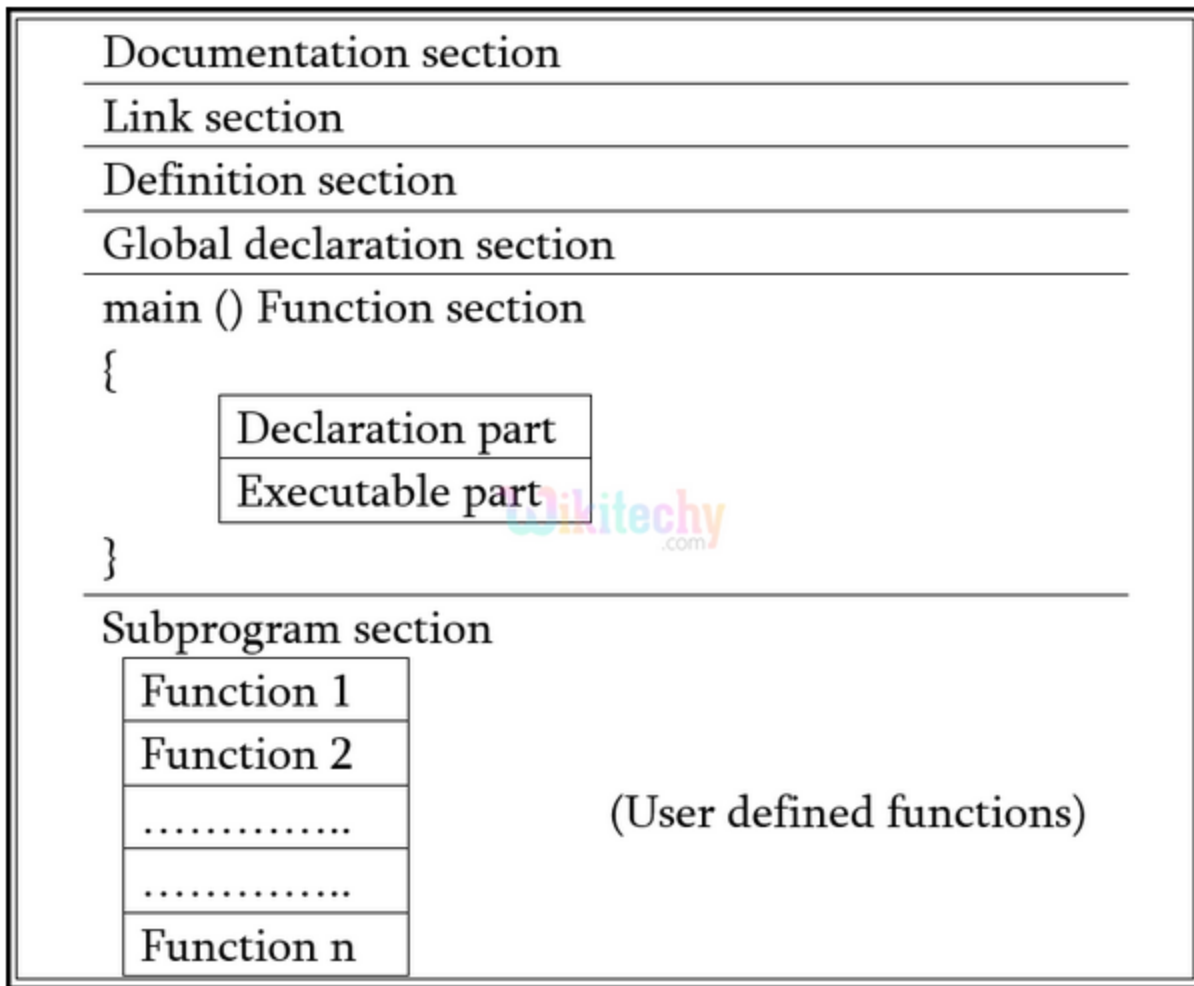 Documentation section
Link section
Definition section
Global declaration section
main () Function section
{
Declaration part
Executable part
Wikitechy
.com
}
Subprogram section
Function 1
Function 2
…………..
(User defined functions)
…………..
Function n